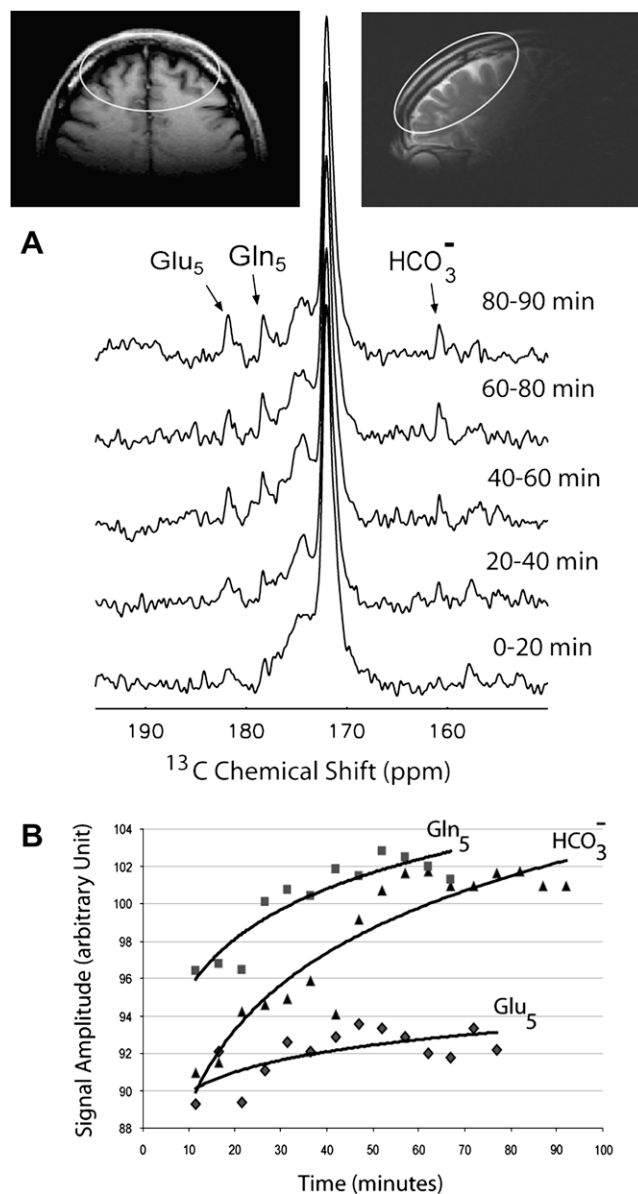 A
Glu5
Gln5
HCO3-
80-90 min
60-80 min
40-60 min
20-40 min
0-20 min
190 180 170 160
13C Chemical Shift (ppm)
B
Signal Amplitude (arbitrary Unit)
104
102
100
98
96
94
92
90
88
Gln5
HCO3-
Glu5
0 10 20 30 40 50 60 70 80 90 100
Time (minutes)